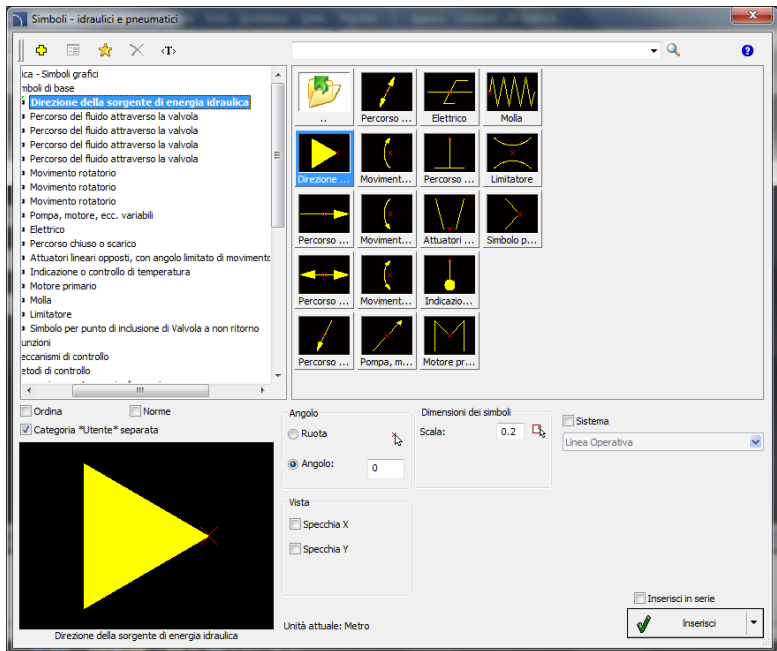 Simboli - idraulici e pneumatici
<T>
ica - Simboli grafici
mboli di base
Direzione della sorgente di energia idraulica
Percorso del fluido attraverso la valvola
Percorso del fluido attraverso la valvola
Percorso del fluido attraverso la valvola
Percorso del fluido attraverso la valvola
Movimento rotatorio
Movimento rotatorio
Movimento rotatorio
Pompa, motore, ecc. variabili
Elettrico
Percorso chiuso o scarico
Attuatori lineari opposti, con angolo limitato di movimento
Indicazione o controllo di temperatura
Motore primario
Molla
Limitatore
Simbolo per punto di inclusione di Valvola a non ritorno
unzioni
eccanismi di controllo
etodi di controllo
.. Percorso ... Elettrico Molla
Direzione ... Moviment... Percorso ... Limitatore
Percorso ... Moviment... Attuatori ... Simbolo p...
Percorso ... Moviment... Indicazio...
Percorso ... Pompa, m... Motore pr...
Ordina Norme
Categoria *Utente* separata
Direzione della sorgente di energia idraulica
Angolo
Ruota
Angolo: 0
Vista
Specchia X
Specchia Y
Unità attuale: Metro
Dimensioni dei simboli
Scala: 0.2
Sistema
Linea Operativa
Inserisci in serie
Inserisci